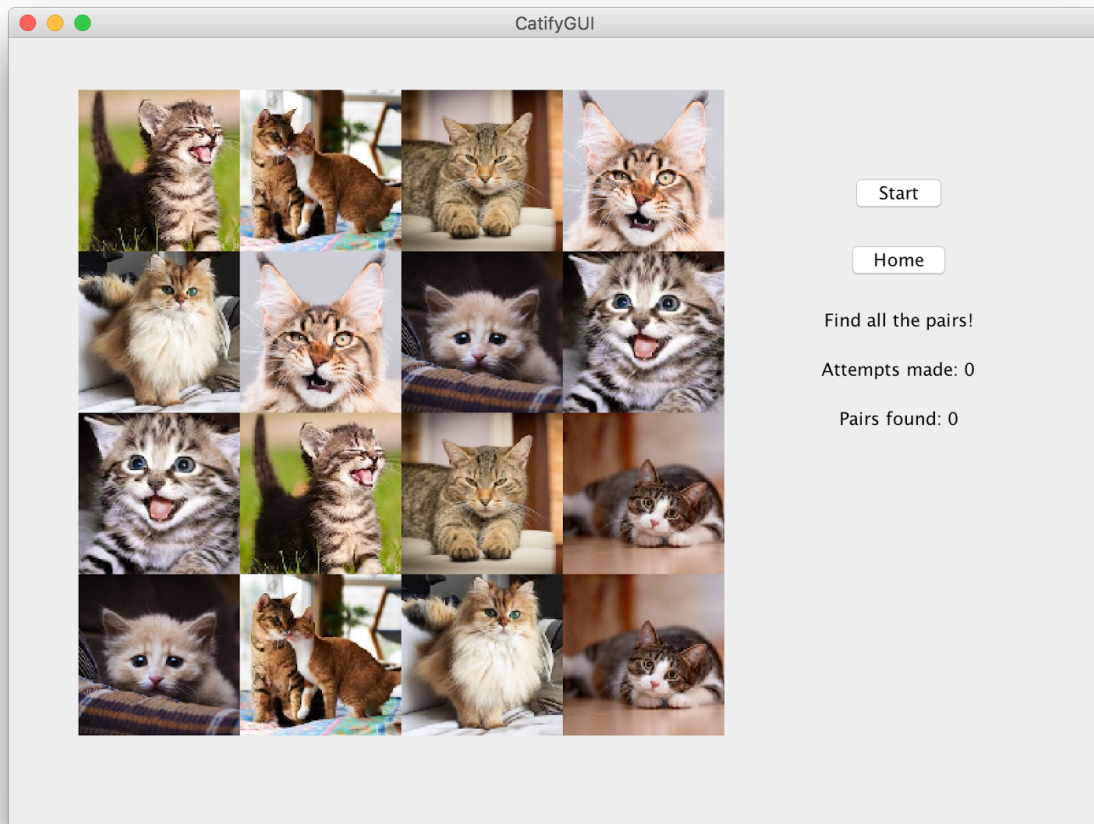 CatifyGUI
Start
Home
Find all the pairs!
Attempts made: 0
Pairs found: 0